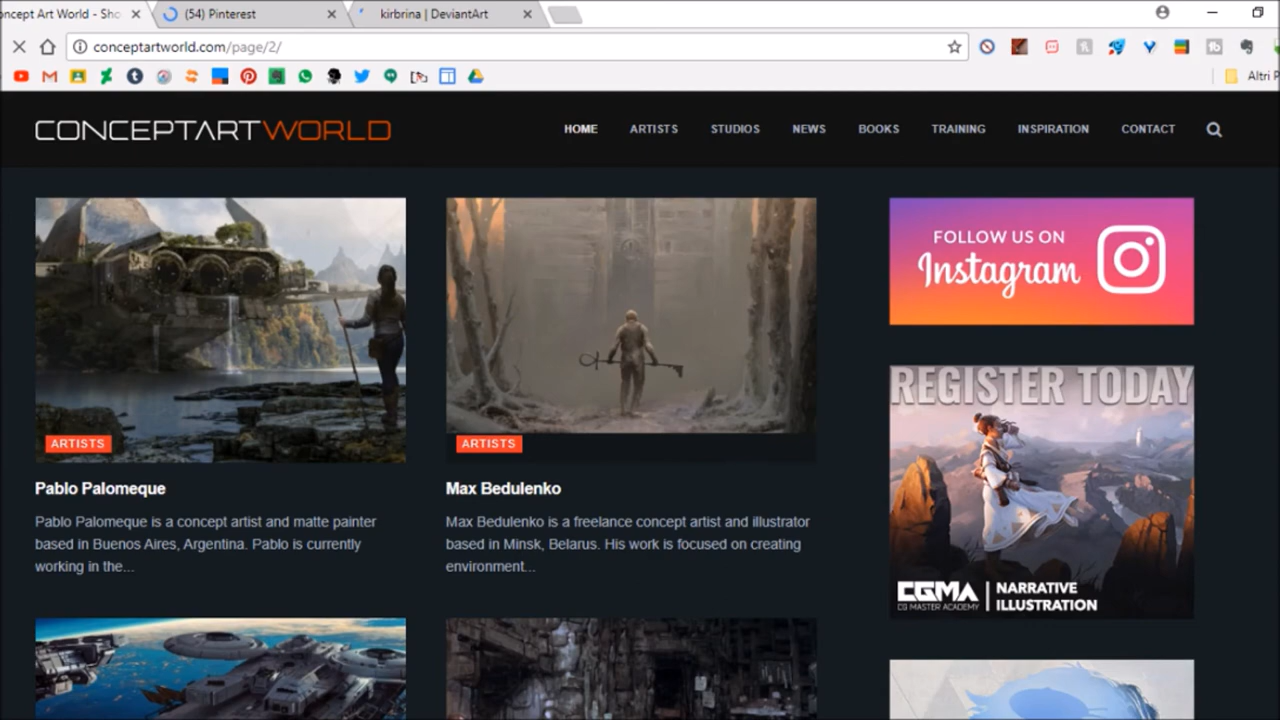 oncept Art World - Sho
(54) Pinterest
kirbrina | DeviantArt
conceptartworld.com/page/2/
Altri P
CONCEPTARTWORLD
HOME
ARTISTS
STUDIOS
NEWS
BOOKS
TRAINING
INSPIRATION
CONTACT
ARTISTS
Pablo Palomeque
Pablo Palomeque is a concept artist and matte painter
based in Buenos Aires, Argentina. Pablo is currently
working in the...
ARTISTS
Max Bedulenko
Max Bedulenko is a freelance concept artist and illustrator
based in Minsk, Belarus. His work is focused on creating
environment...
FOLLOW US ON
Instagram
REGISTER TODAY
CGMA
CG MASTER ACADEMY
NARRATIVE
ILLUSTRATION